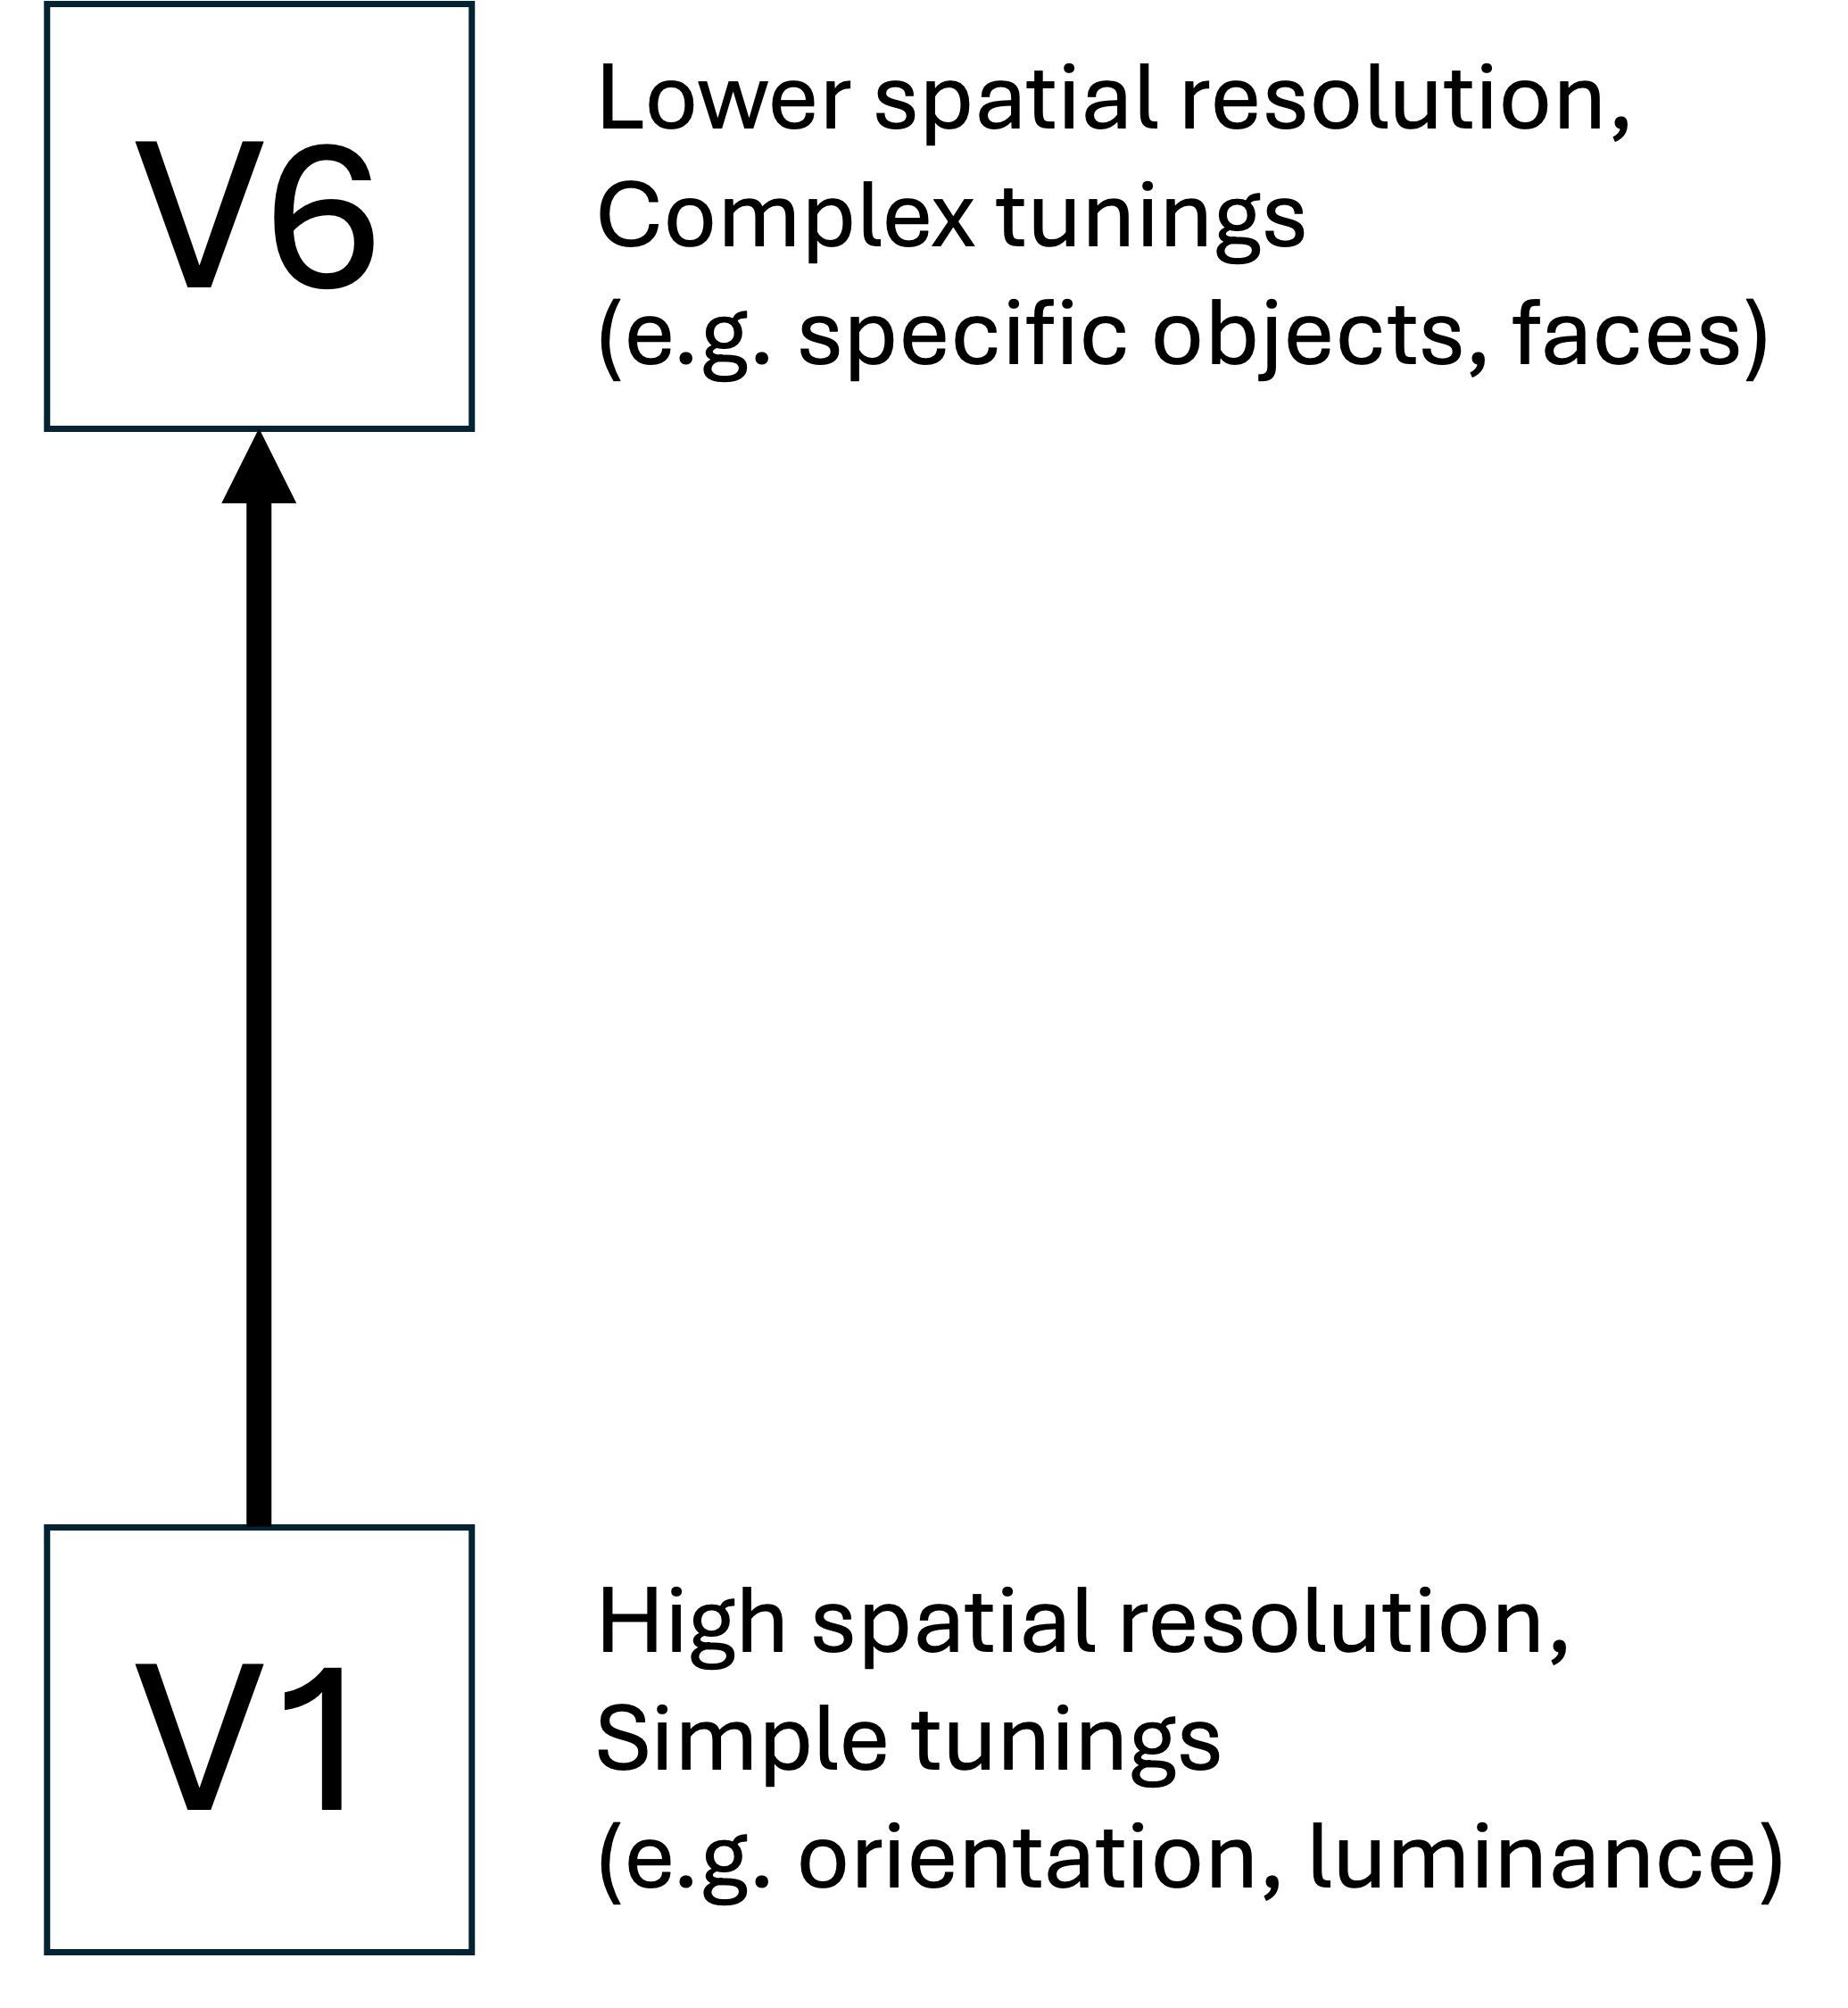 V6
Lower spatial resolution,
Complex tunings
(e.g. specific objects, faces)
V1
High spatial resolution,
Simple tunings
(e.g. orientation, luminance)